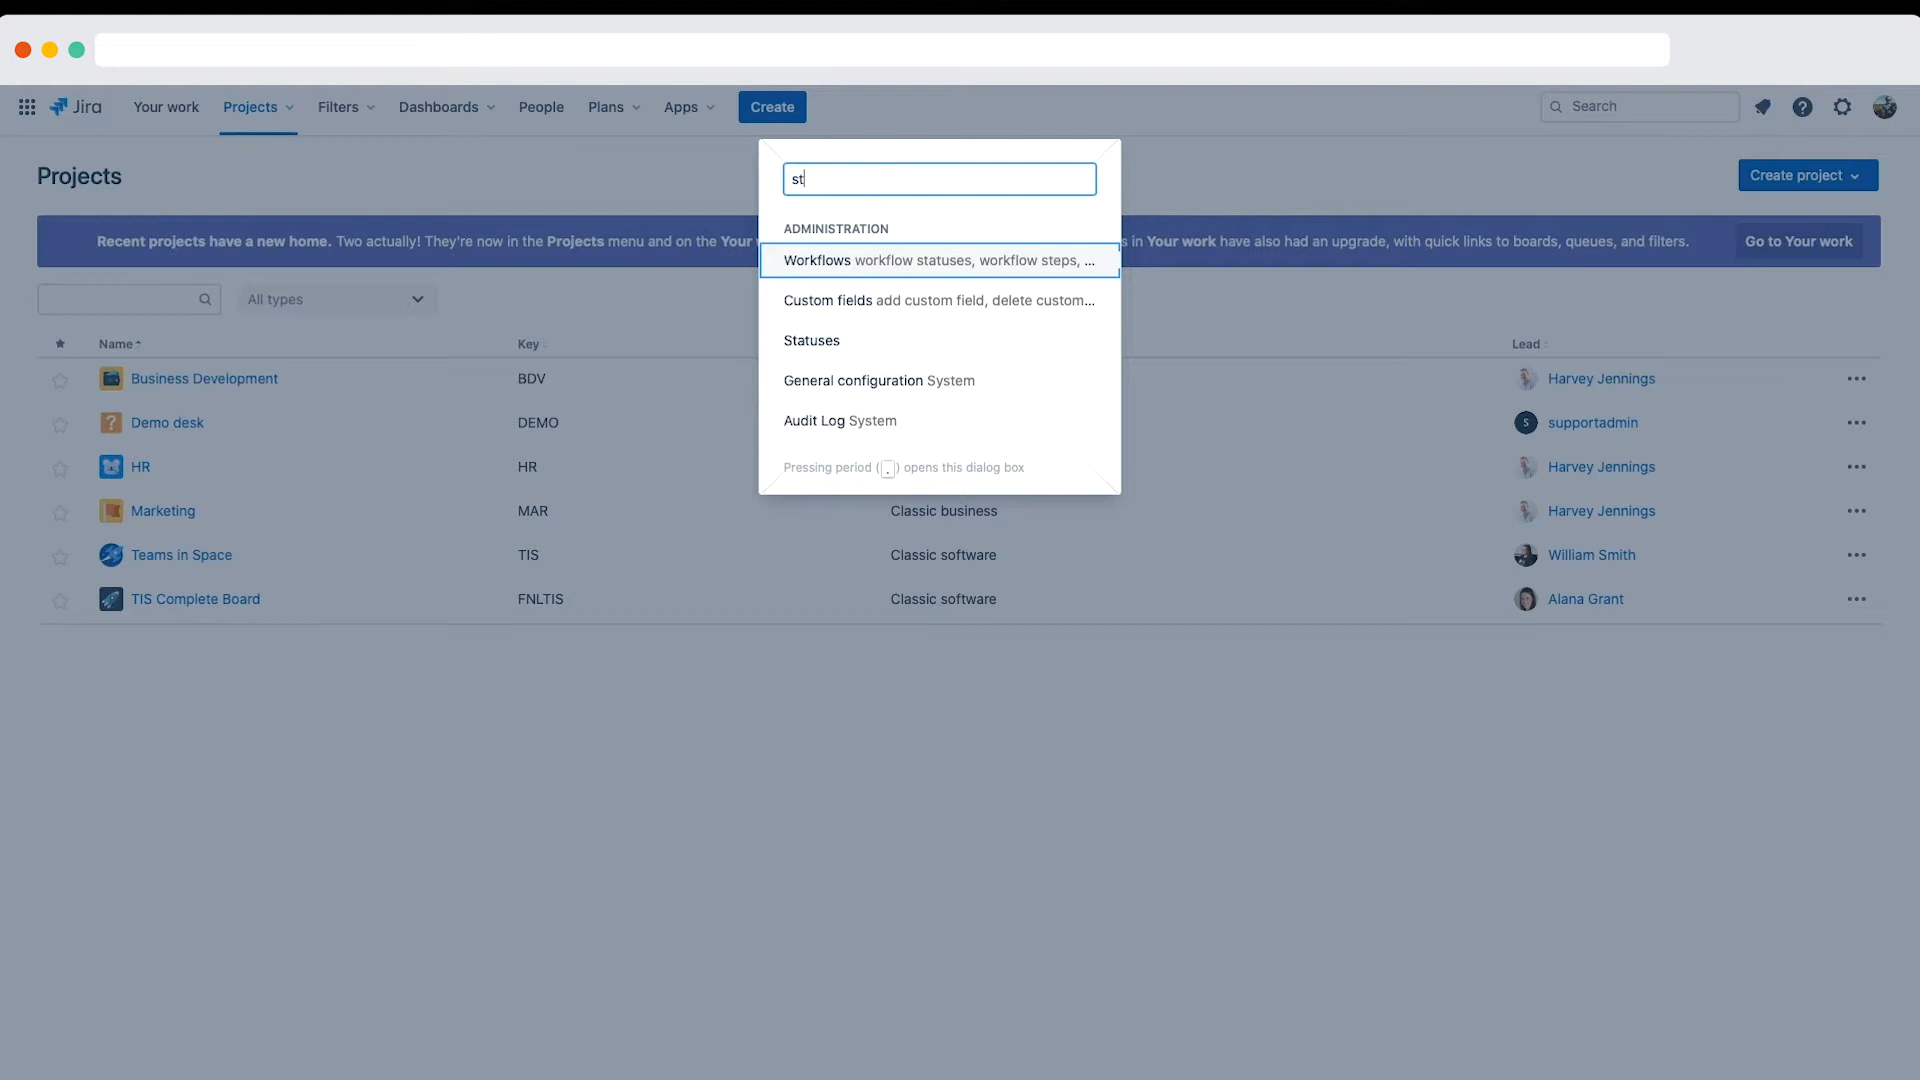 Jira Your work Projects Filters Dashboards People Plans Apps Create Search
Projects
Create project
Recent projects have a new home. Two actually! They're now in the Projects menu and on the Your s in Your work have also had an upgrade, with quick links to boards, queues, and filters. Go to Your work
st
ADMINISTRATION
Workflows workflow statuses, workflow steps, ...
Custom fields add custom field, delete custom...
Statuses
General configuration System
Audit Log System
Pressing period ( . ) opens this dialog box
All types
Name Key Lead
Business Development BDV Harvey Jennings
Demo desk DEMO S supportadmin
HR HR Harvey Jennings
Marketing MAR Classic business Harvey Jennings
Teams in Space TIS Classic software William Smith
TIS Complete Board FNLTIS Classic software Alana Grant